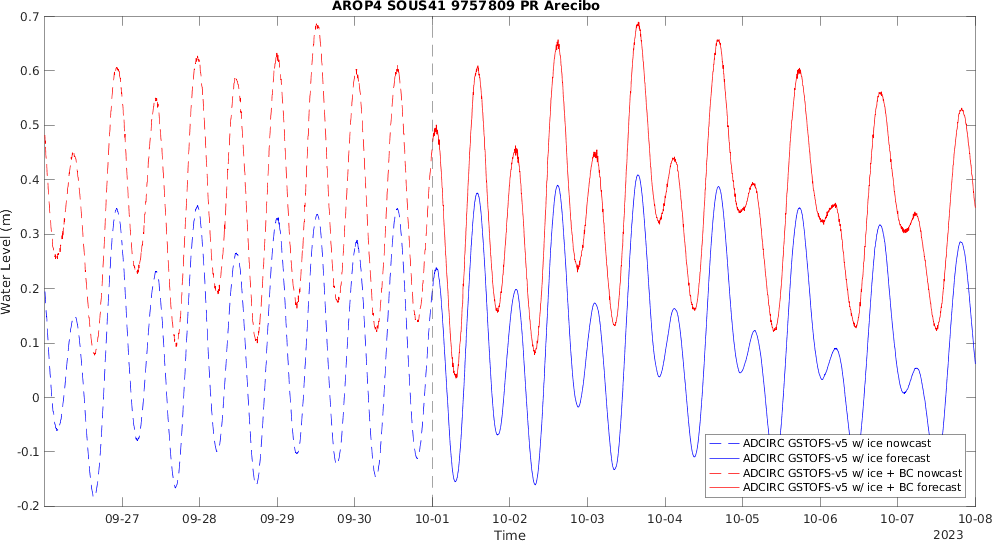 AROP4 SOUS41 9757809 PR Arecibo
0.7
0.6
0.5
0.4
0.3
0.2
0.1
0
-0.1
-0.2
Water Level (m)
ADCIRC GSTOFS-v5 w/ ice nowcast
ADCIRC GSTOFS-v5 w/ ice forecast
ADCIRC GSTOFS-v5 w/ ice + BC nowcast
ADCIRC GSTOFS-v5 w/ ice + BC forecast
09-27 09-28 09-29 09-30 10-01 10-02 10-03 10-04 10-05 10-06 10-07 10-08
Time
2023